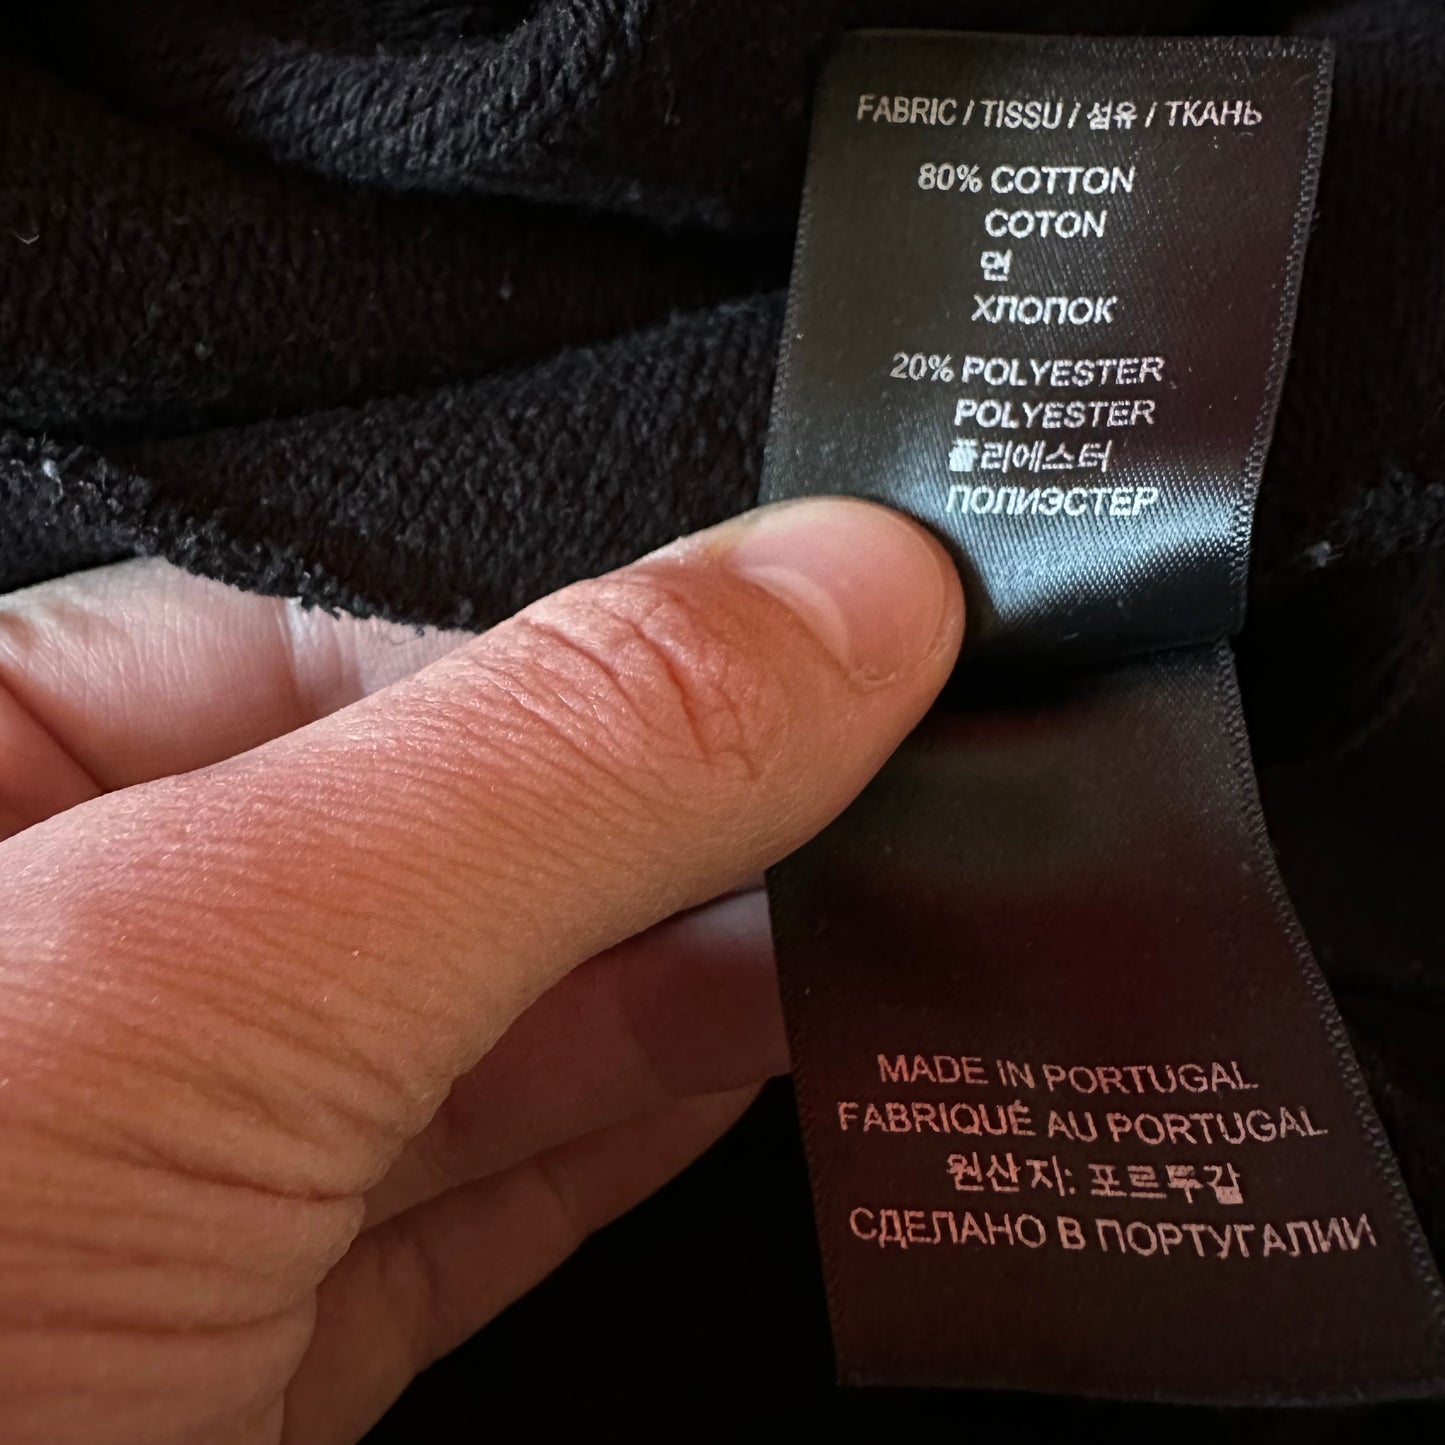 FABRIC / TISSU / 섬유 / ТКАНЬ
80% COTTON
COTON
면
ХЛОПОК
20% POLYESTER
POLYESTER
폴리에스터
ПОЛИЭСТЕР
MADE IN PORTUGAL
FABRIQUÉ AU PORTUGAL
원산지: 포르투갈
СДЕЛАНО В ПОРТУГАЛИИ